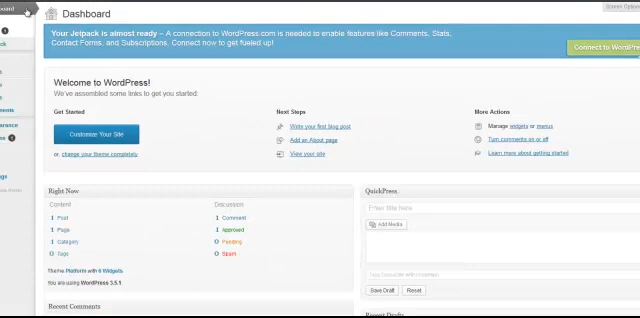 Dashboard
Screen Option
Your Jetpack is almost ready – A connection to WordPress.com is needed to enable features like Comments, Stats,
Contact Forms, and Subscriptions. Connect now to get fueled up!
Connect to WordPre
Welcome to WordPress!
We've assembled some links to get you started:
Get Started
Next Steps
More Actions
Customize Your Site
or change your theme completely
Write your first blog post
Add an About page
View your site
Manage widgets or menus
Turn comments on or off
Learn more about getting started
Right Now
Content
Discussion
1 Post
1 Comment
1 Page
1 Approved
1 Category
0 Pending
0 Tags
0 Spam
Theme Platform with 6 Widgets
You are using WordPress 3.5.1.
Recent Comments
QuickPress
Enter title here
Add Media
Save Draft
Reset
Recent Drafts